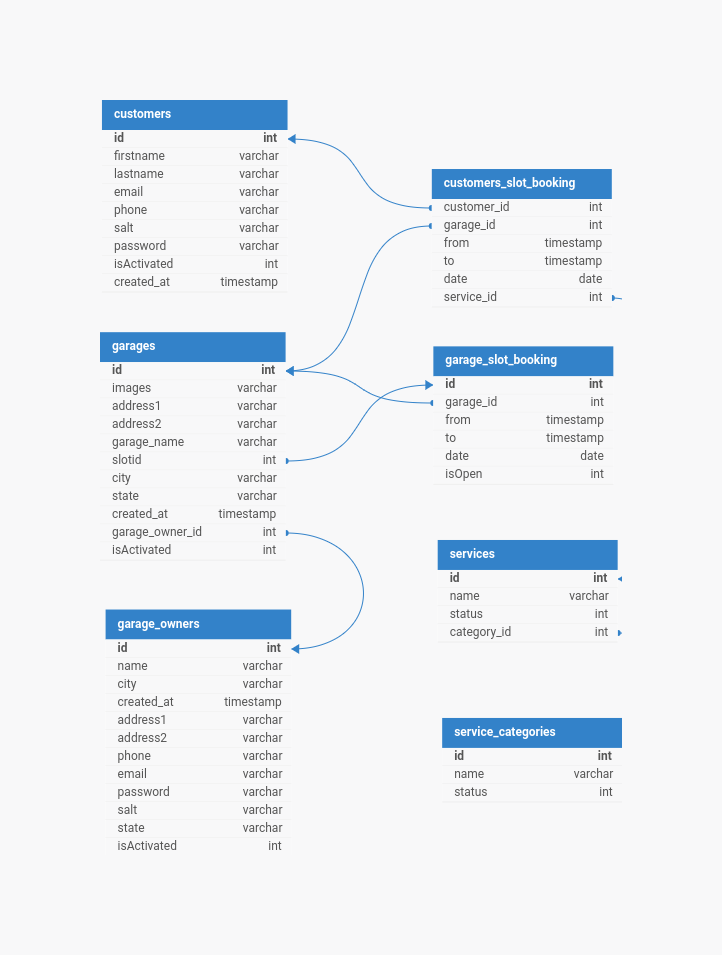 customers
id int
firstname varchar
lastname varchar
email varchar
phone varchar
salt varchar
password varchar
isActivated int
created_at timestamp
customers_slot_booking
customer_id int
garage_id int
from timestamp
to timestamp
date date
service_id int
garages
id int
images varchar
address1 varchar
address2 varchar
garage_name varchar
slotid int
city varchar
state varchar
created_at timestamp
garage_owner_id int
isActivated int
garage_slot_booking
id int
garage_id int
from timestamp
to timestamp
date date
isOpen int
services
id int
name varchar
status int
category_id int
garage_owners
id int
name varchar
city varchar
created_at timestamp
address1 varchar
address2 varchar
phone varchar
email varchar
password varchar
salt varchar
state varchar
isActivated int
service_categories
id int
name varchar
status int